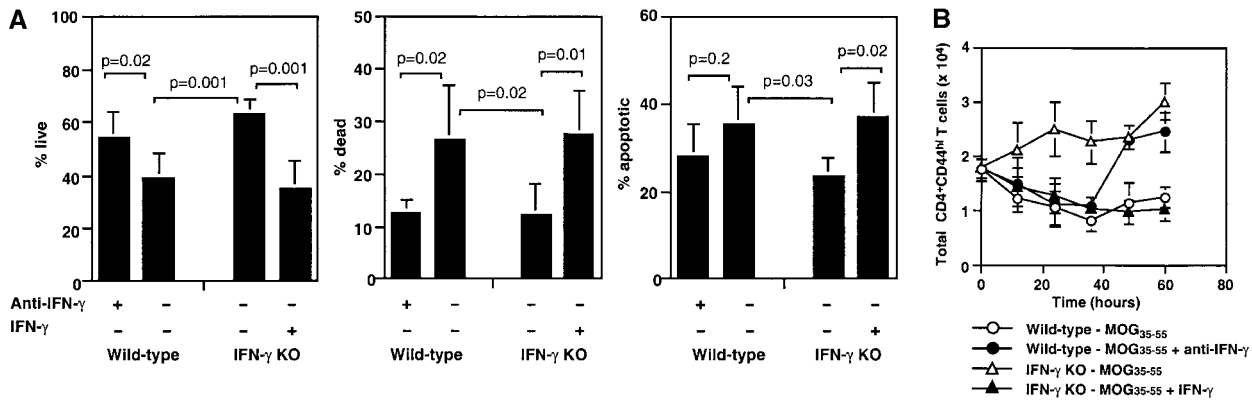 A
100
80
60
40
20
0
% live
p=0.02
p=0.001
p=0.001
50
40
30
20
10
0
% dead
p=0.02
p=0.02
p=0.01
60
40
20
0
% apoptotic
p=0.2
p=0.03
p=0.02
Anti-IFN-γ + – – – + – – – + – – –
IFN-γ – – – + – – – + – – – +
Wild-type IFN-γ KO Wild-type IFN-γ KO Wild-type IFN-γ KO
B
Total CD4+CD44hi T cells (x 10⁴)
4
3
2
1
0
0 20 40 60 80
Time (hours)
Wild-type - MOG35-55
Wild-type - MOG35-55 + anti-IFN-γ
IFN-γ KO - MOG35-55
IFN-γ KO - MOG35-55 + IFN-γ